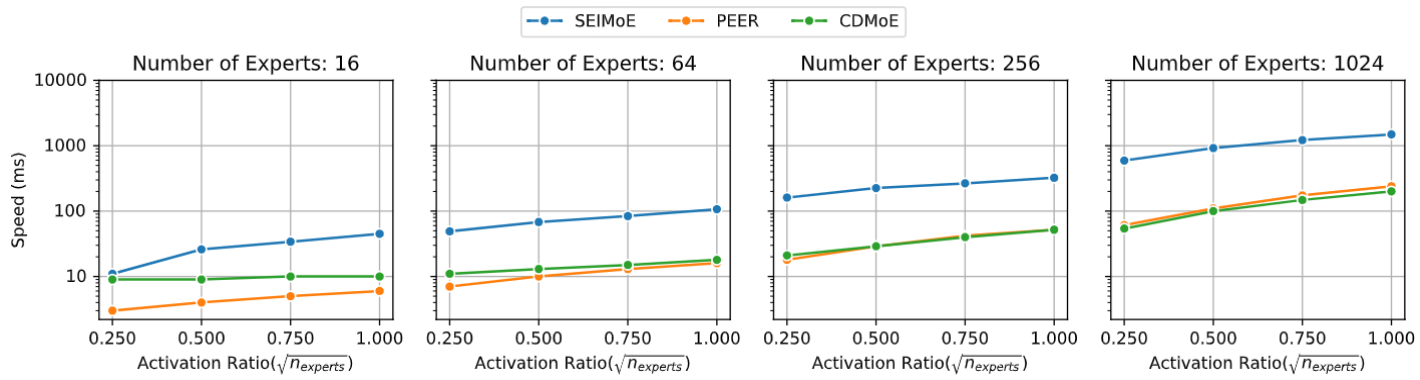 SEIMoE PEER CDMoE
Number of Experts: 16 Number of Experts: 64 Number of Experts: 256 Number of Experts: 1024
10000
1000
100
10
Speed (ms)
0.250 0.500 0.750 1.000 0.250 0.500 0.750 1.000 0.250 0.500 0.750 1.000 0.250 0.500 0.750 1.000
Activation Ratio(√n_experts) Activation Ratio(√n_experts) Activation Ratio(√n_experts) Activation Ratio(√n_experts)